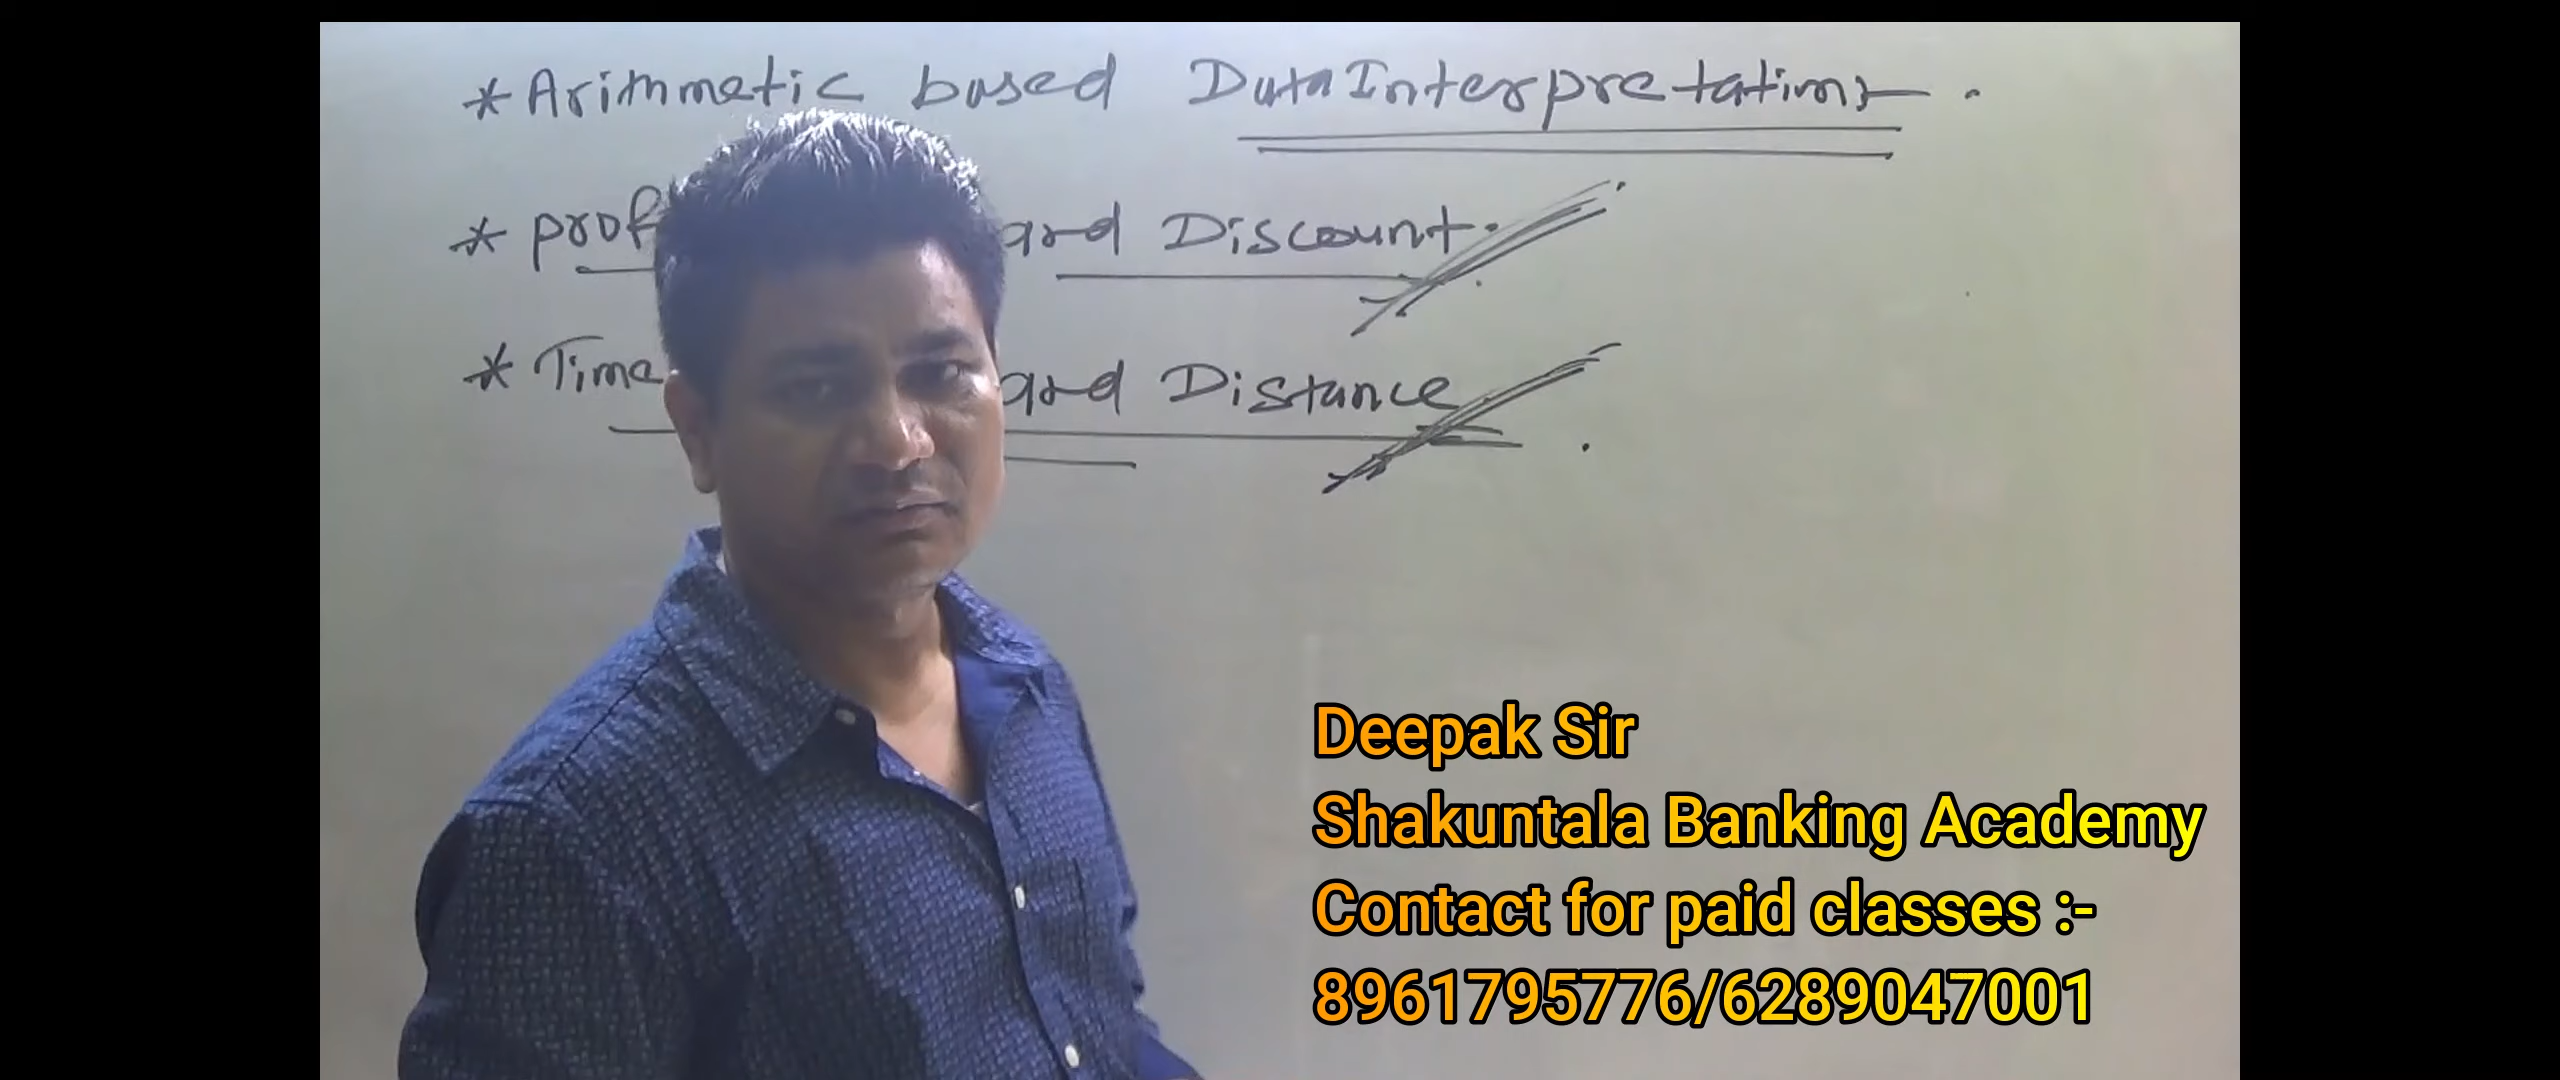 * Arithmetic based Data Interpretations.
* prof and Discount.
* Time and Distance
Deepak Sir
Shakuntala Banking Academy
Contact for paid classes :-
8961795776/6289047001